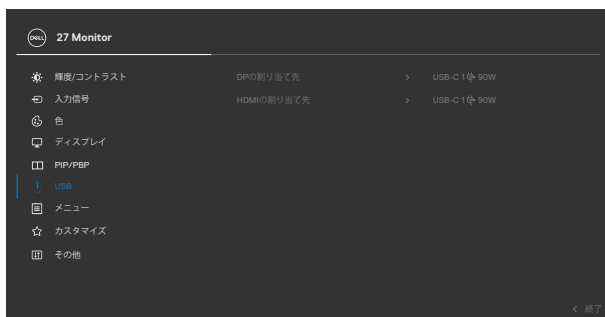 DELL 27 Monitor
輝度/コントラスト DPの割り当て先 > USB-C 1 90W
入力信号 HDMIの割り当て先 > USB-C 1 90W
色
ディスプレイ
PIP/PBP
USB
メニュー
カスタマイズ
その他
< 終了